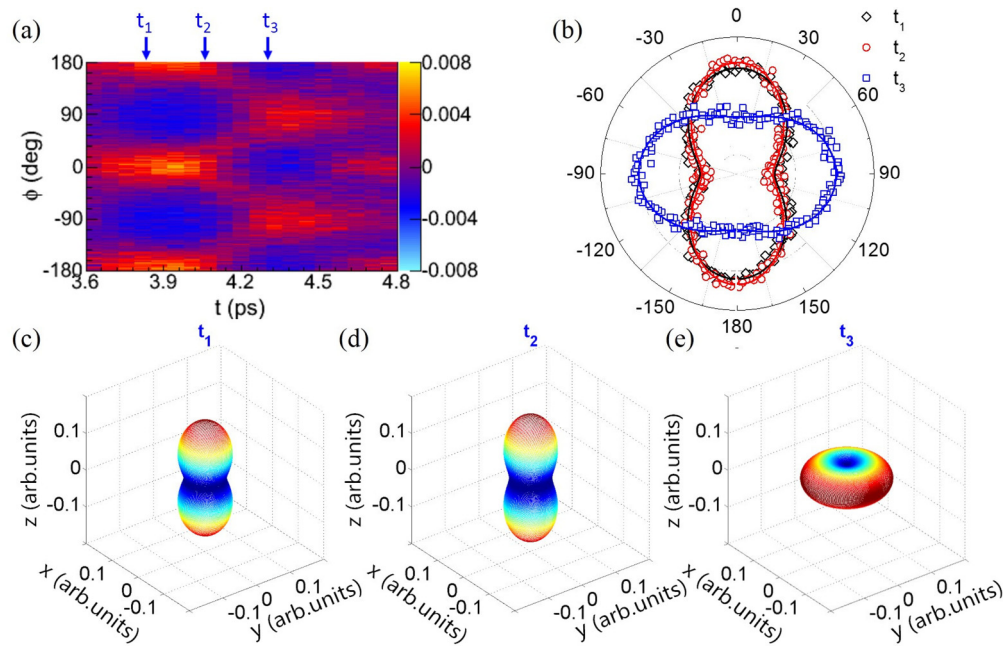 (a)
t1 t2 t3
180
90
0
-90
-180
ϕ (deg)
3.6 3.9 4.2 4.5 4.8
t (ps)
0.008
0.004
0
-0.004
-0.008
(b)
0
30
60
90
120
150
180
-150
-120
-90
-60
-30
t1
t2
t3
(c)
t1
z (arb.units)
0.1
0
-0.1
x (arb.units)
0.1
0
-0.1
y (arb.units)
-0.1
0
0.1
(d)
t2
z (arb.units)
0.1
0
-0.1
x (arb.units)
0.1
0
-0.1
y (arb.units)
-0.1
0
0.1
(e)
t3
z (arb.units)
0.1
0
-0.1
x (arb.units)
0.1
0
-0.1
y (arb.units)
-0.1
0
0.1